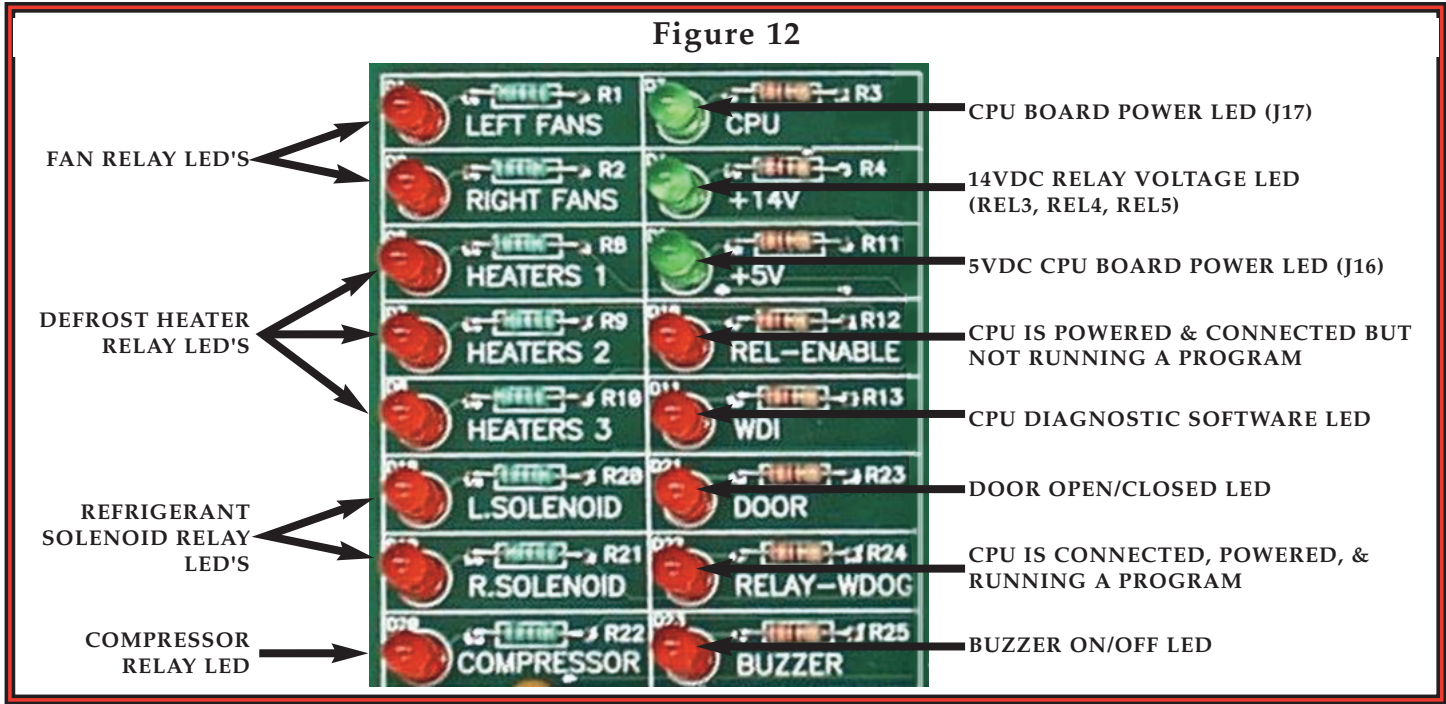 Figure 12
FAN RELAY LED'S
DEFROST HEATER
RELAY LED'S
REFRIGERANT
SOLENOID RELAY
LED'S
COMPRESSOR
RELAY LED
R1
LEFT FANS
R2
RIGHT FANS
R8
HEATERS 1
R9
HEATERS 2
R10
HEATERS 3
R20
L.SOLENOID
R21
R.SOLENOID
R22
COMPRESSOR
R3
CPU
R4
+14V
R11
+5V
R12
REL-ENABLE
D11
R13
WDI
D21
R23
DOOR
D22
R24
RELAY-WDOG
D23
R25
BUZZER
CPU BOARD POWER LED (J17)
14VDC RELAY VOLTAGE LED
(REL3, REL4, REL5)
5VDC CPU BOARD POWER LED (J16)
CPU IS POWERED & CONNECTED BUT
NOT RUNNING A PROGRAM
CPU DIAGNOSTIC SOFTWARE LED
DOOR OPEN/CLOSED LED
CPU IS CONNECTED, POWERED, &
RUNNING A PROGRAM
BUZZER ON/OFF LED